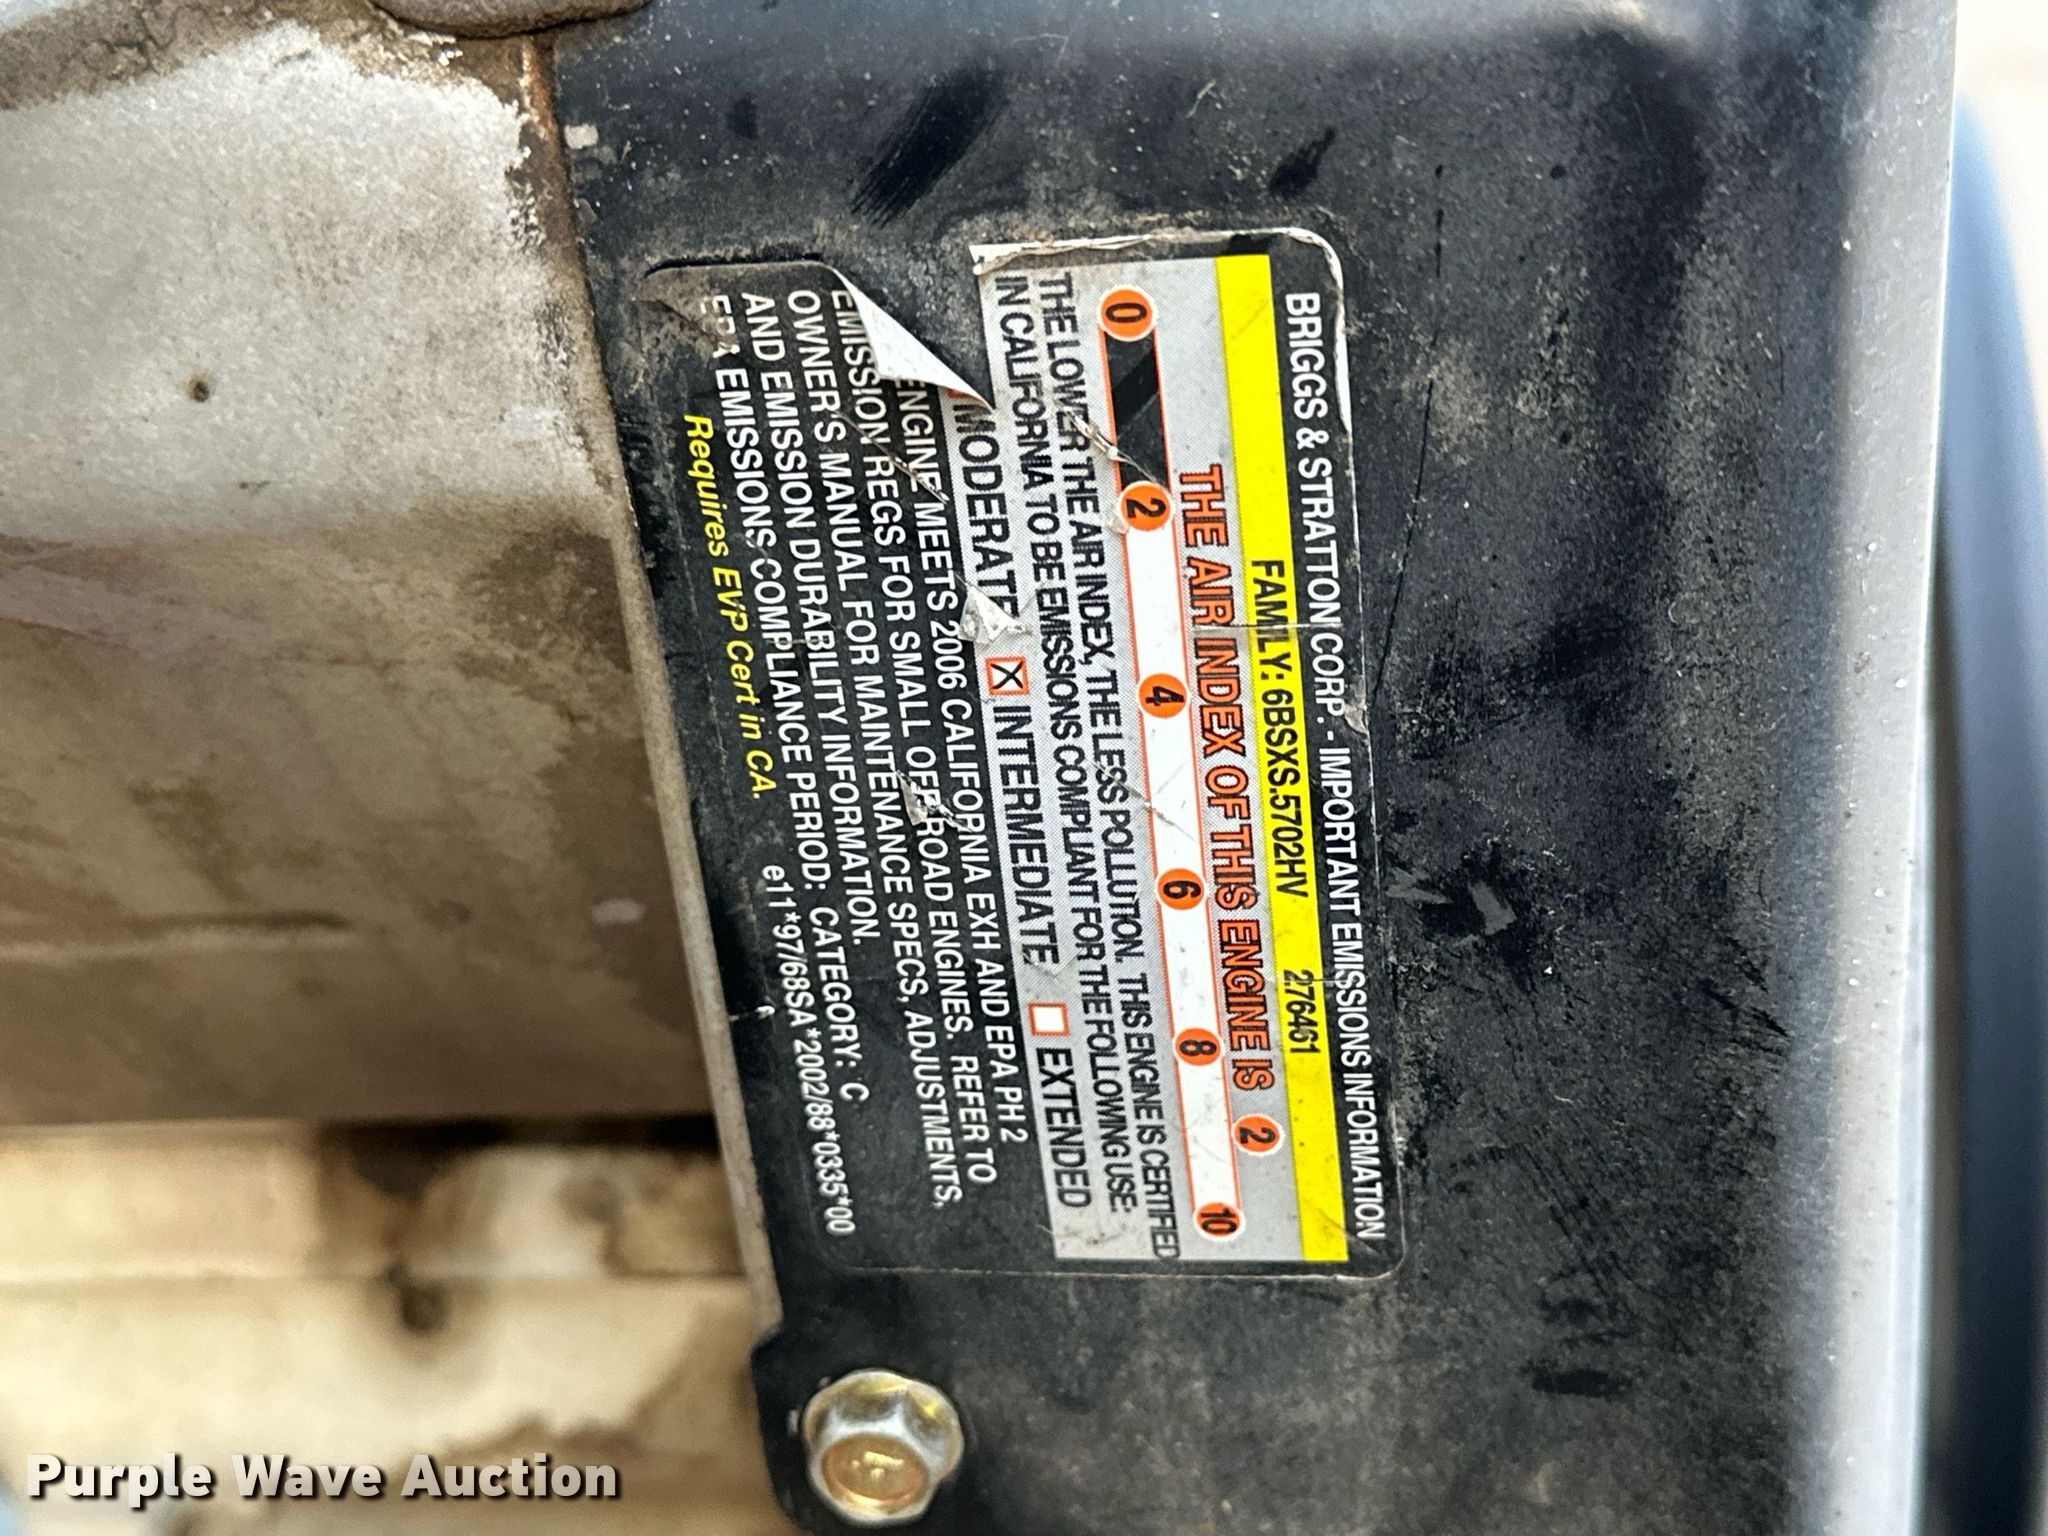 BRIGGS & STRATTON CORP. - IMPORTANT EMISSIONS INFORMATION
FAMILY: 6BSXS.5702HV 276461
THE AIR INDEX OF THIS ENGINE IS 2
0 2 4 6 8 10
THE LOWER THE AIR INDEX, THE LESS POLLUTION. THIS ENGINE IS CERTIFIED
IN CALIFORNIA TO BE EMISSIONS COMPLIANT FOR THE FOLLOWING USE:
MODERATE INTERMEDIATE EXTENDED
ENGINE MEETS 2006 CALIFORNIA EXH AND EPA PH 2
EMISSION REGS FOR SMALL OFF ROAD ENGINES. REFER TO
OWNER'S MANUAL FOR MAINTENANCE SPECS, ADJUSTMENTS,
AND EMISSION DURABILITY INFORMATION.
EPA EMISSIONS COMPLIANCE PERIOD: CATEGORY: C
Requires EVP Cert in CA. e11*97/68SA*2002/88*0335*00
Purple Wave Auction